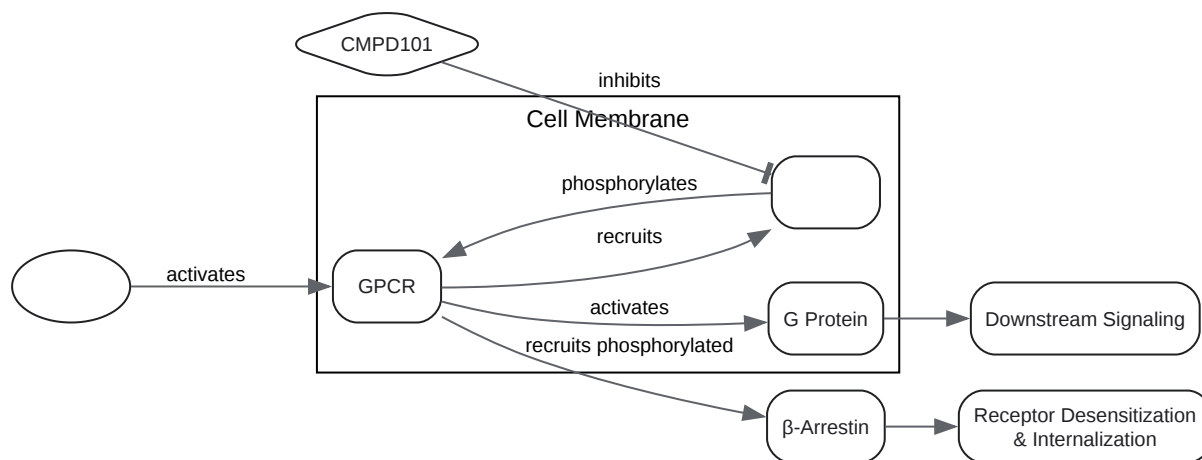 CMPD101
inhibits
Cell Membrane
phosphorylates
recruits
activates
GPCR
activates
G Protein
Downstream Signaling
recruits phosphorylated
β-Arrestin
Receptor Desensitization
& Internalization